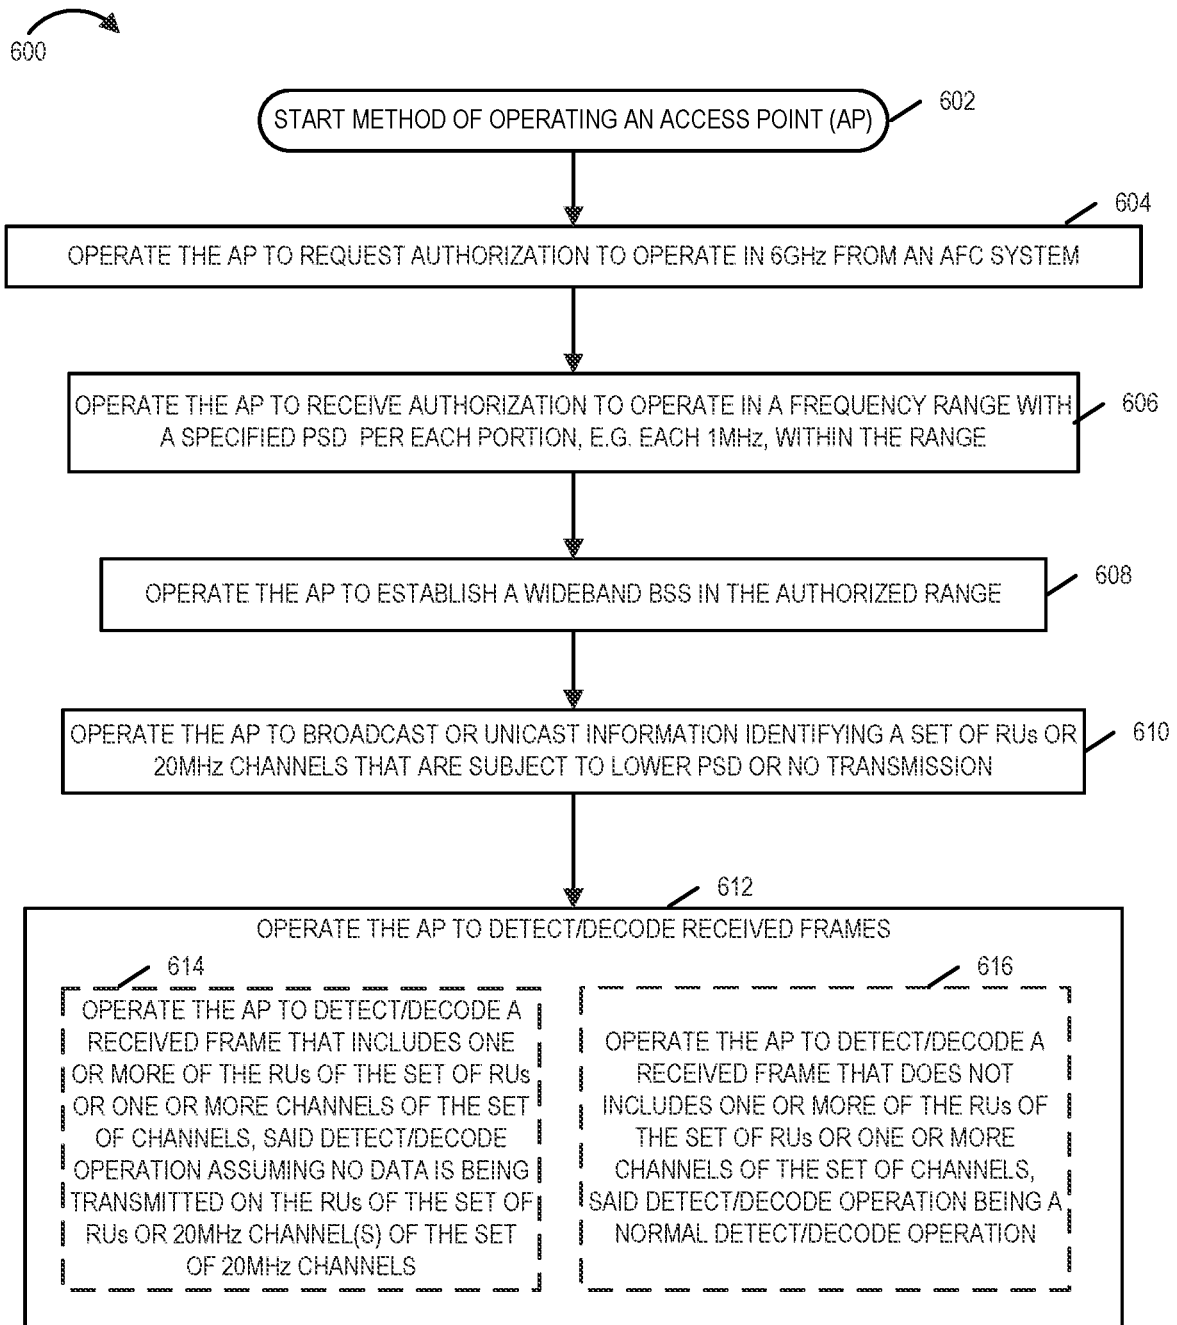 600
START METHOD OF OPERATING AN ACCESS POINT (AP)
602
604
OPERATE THE AP TO REQUEST AUTHORIZATION TO OPERATE IN 6GHz FROM AN AFC SYSTEM
OPERATE THE AP TO RECEIVE AUTHORIZATION TO OPERATE IN A FREQUENCY RANGE WITH
A SPECIFIED PSD PER EACH PORTION, E.G. EACH 1MHz, WITHIN THE RANGE
606
OPERATE THE AP TO ESTABLISH A WIDEBAND BSS IN THE AUTHORIZED RANGE
608
OPERATE THE AP TO BROADCAST OR UNICAST INFORMATION IDENTIFYING A SET OF RUs OR
20MHz CHANNELS THAT ARE SUBJECT TO LOWER PSD OR NO TRANSMISSION
610
612
OPERATE THE AP TO DETECT/DECODE RECEIVED FRAMES
614
OPERATE THE AP TO DETECT/DECODE A
RECEIVED FRAME THAT INCLUDES ONE
OR MORE OF THE RUs OF THE SET OF RUs
OR ONE OR MORE CHANNELS OF THE SET
OF CHANNELS, SAID DETECT/DECODE
OPERATION ASSUMING NO DATA IS BEING
TRANSMITTED ON THE RUs OF THE SET OF
RUs OR 20MHz CHANNEL(S) OF THE SET
OF 20MHz CHANNELS
616
OPERATE THE AP TO DETECT/DECODE A
RECEIVED FRAME THAT DOES NOT
INCLUDES ONE OR MORE OF THE RUs OF
THE SET OF RUs OR ONE OR MORE
CHANNELS OF THE SET OF CHANNELS,
SAID DETECT/DECODE OPERATION BEING A
NORMAL DETECT/DECODE OPERATION